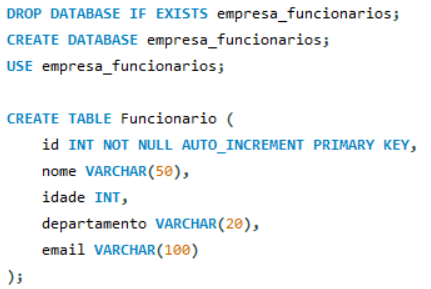 DROP DATABASE IF EXISTS empresa_funcionarios;
CREATE DATABASE empresa_funcionarios;
USE empresa_funcionarios;

CREATE TABLE Funcionario (
    id INT NOT NULL AUTO_INCREMENT PRIMARY KEY,
    nome VARCHAR(50),
    idade INT,
    departamento VARCHAR(20),
    email VARCHAR(100)
);